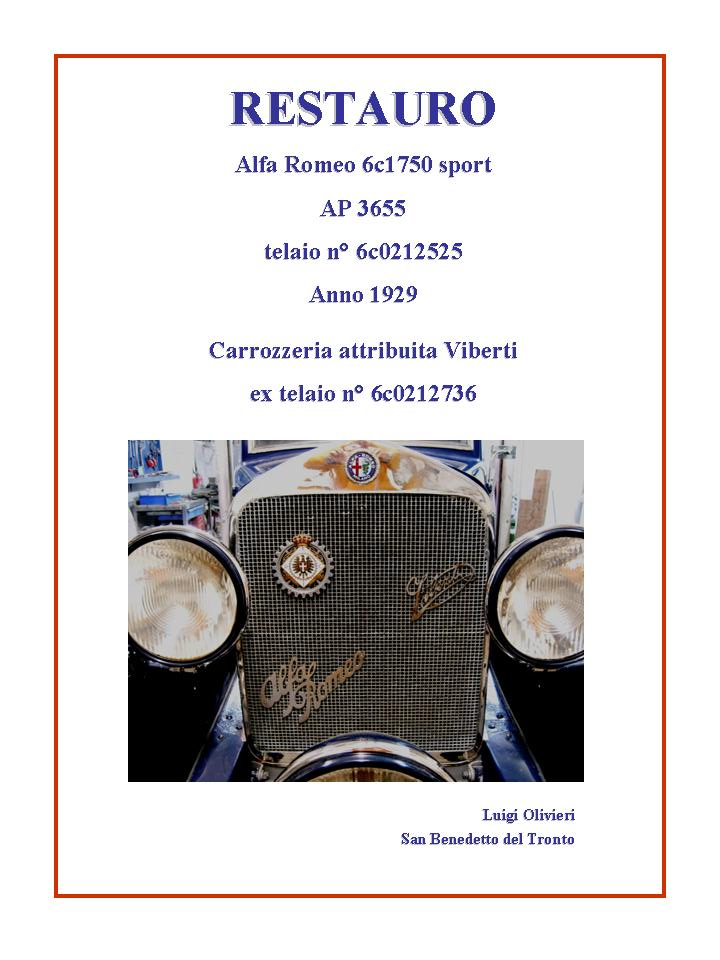 RESTAURO
Alfa Romeo 6c1750 sport
AP 3655
telaio n° 6c0212525
Anno 1929
Carrozzeria attribuita Viberti
ex telaio n° 6c0212736
Viberti
Alfa Romeo
Luigi Olivieri
San Benedetto del Tronto